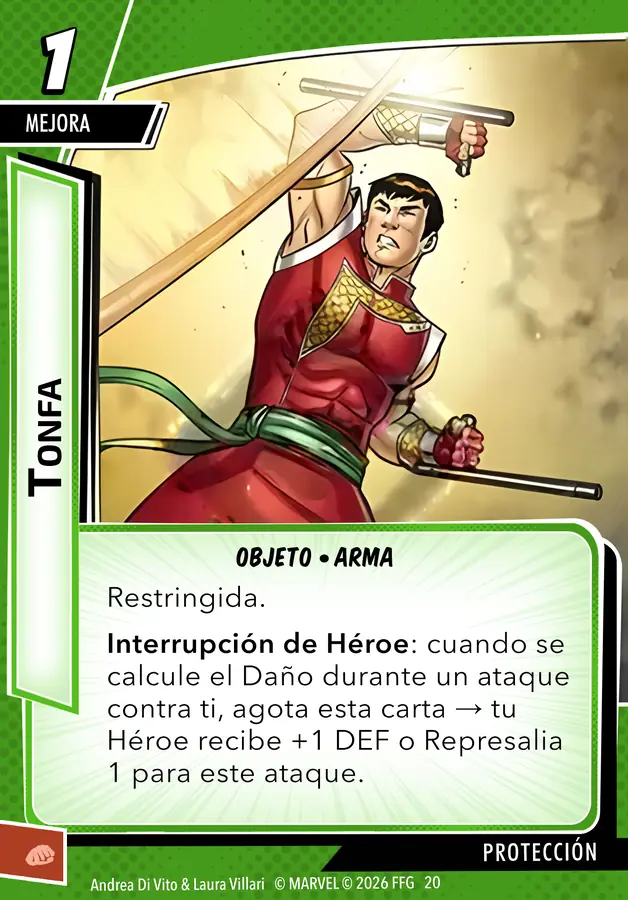 1
MEJORA
TONFA
OBJETO • ARMA
Restringida.
Interrupción de Héroe: cuando se
calcule el Daño durante un ataque
contra ti, agota esta carta → tu
Héroe recibe +1 DEF o Represalia
1 para este ataque.
PROTECCIÓN
Andrea Di Vito & Laura Villari © MARVEL © 2026 FFG 20